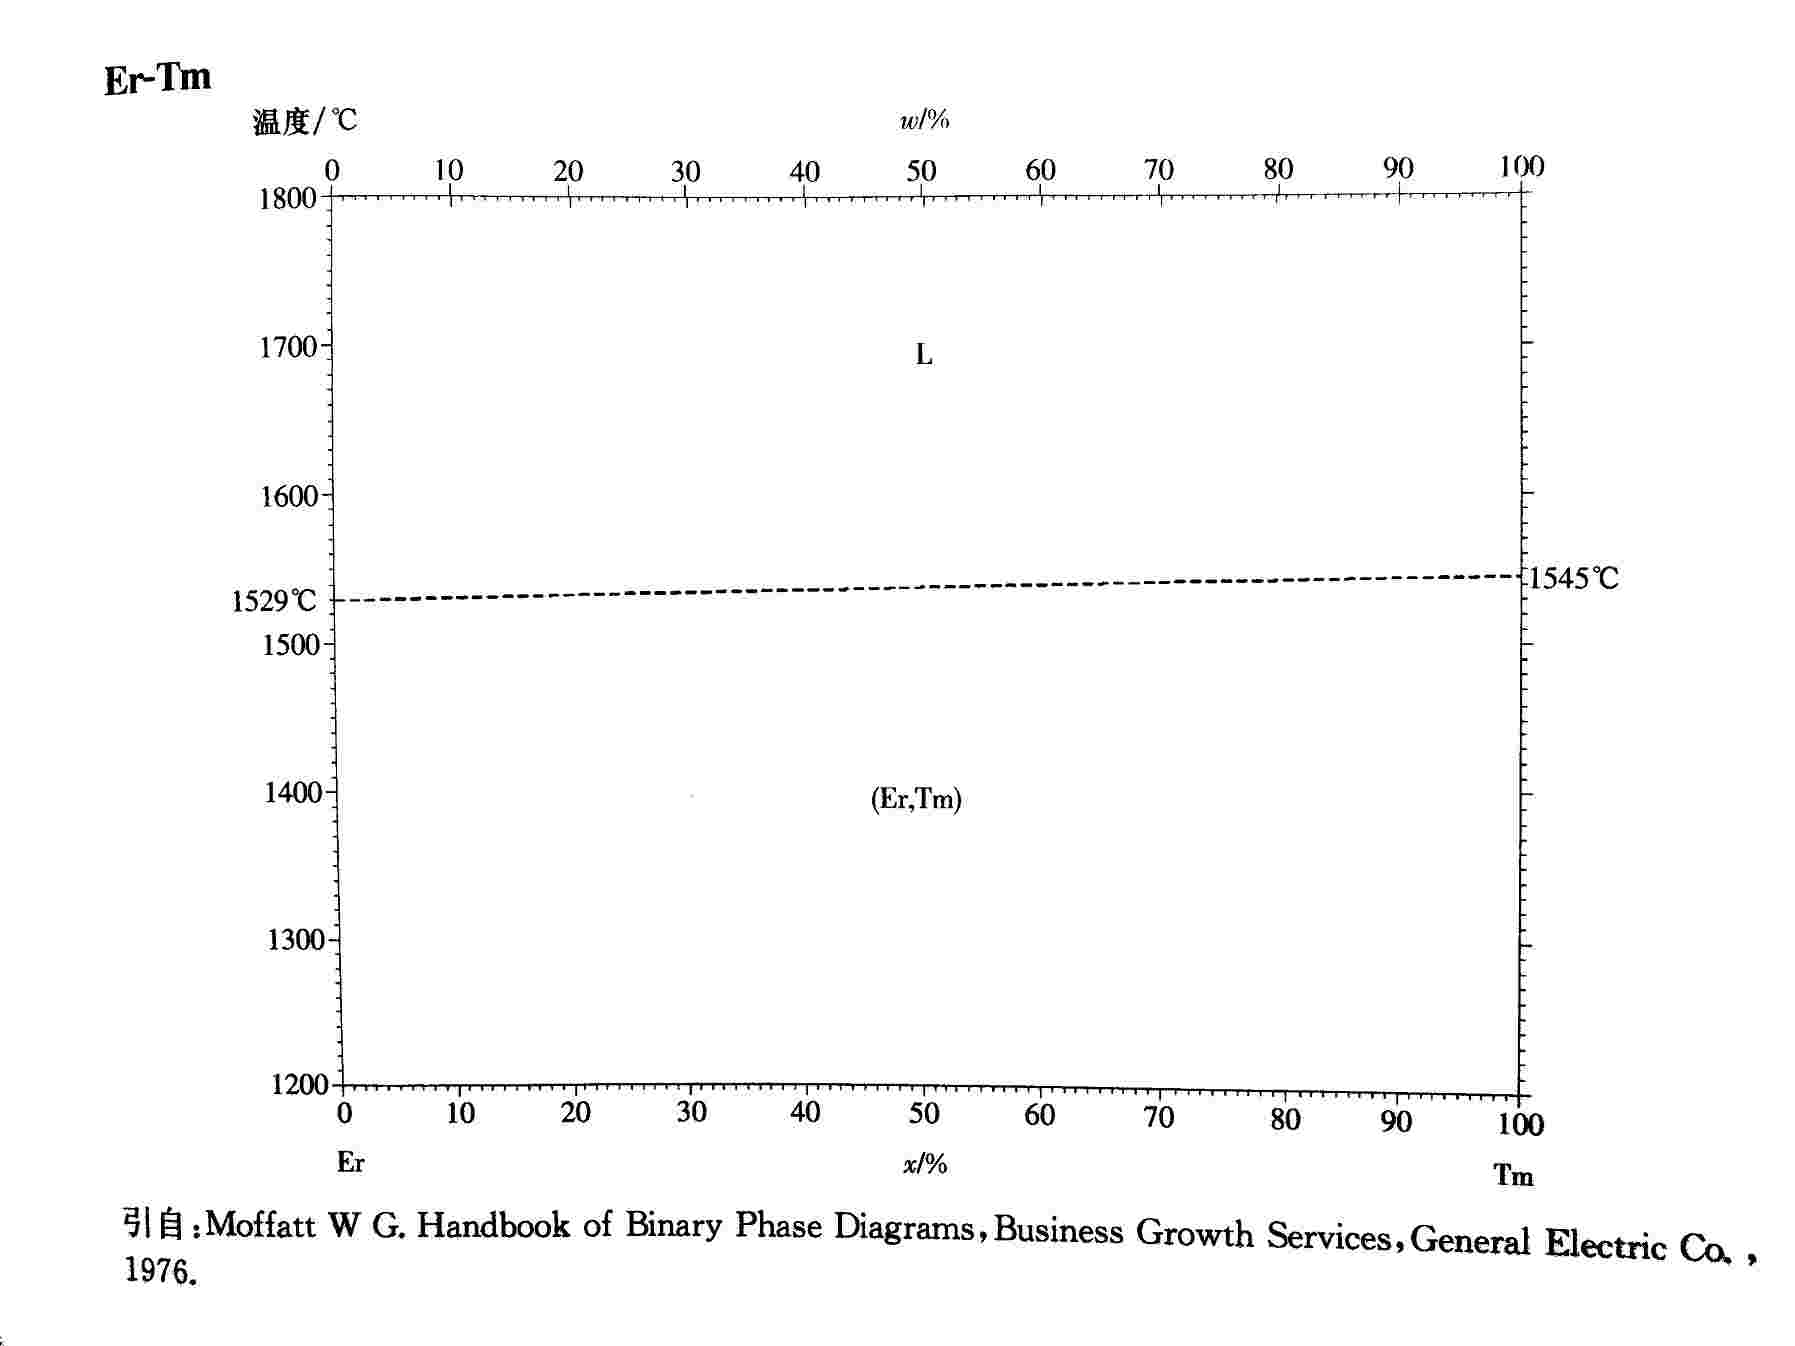 Er-Tm
温度/℃ w/%
0 10 20 30 40 50 60 70 80 90 100
1800
1700
L
1600
1545℃
1529℃
1500
1400
(Er,Tm)
1300
1200
0 10 20 30 40 50 60 70 80 90 100
Er x/% Tm
引自:Moffatt W G. Handbook of Binary Phase Diagrams,Business Growth Services,General Electric Co.,
1976.